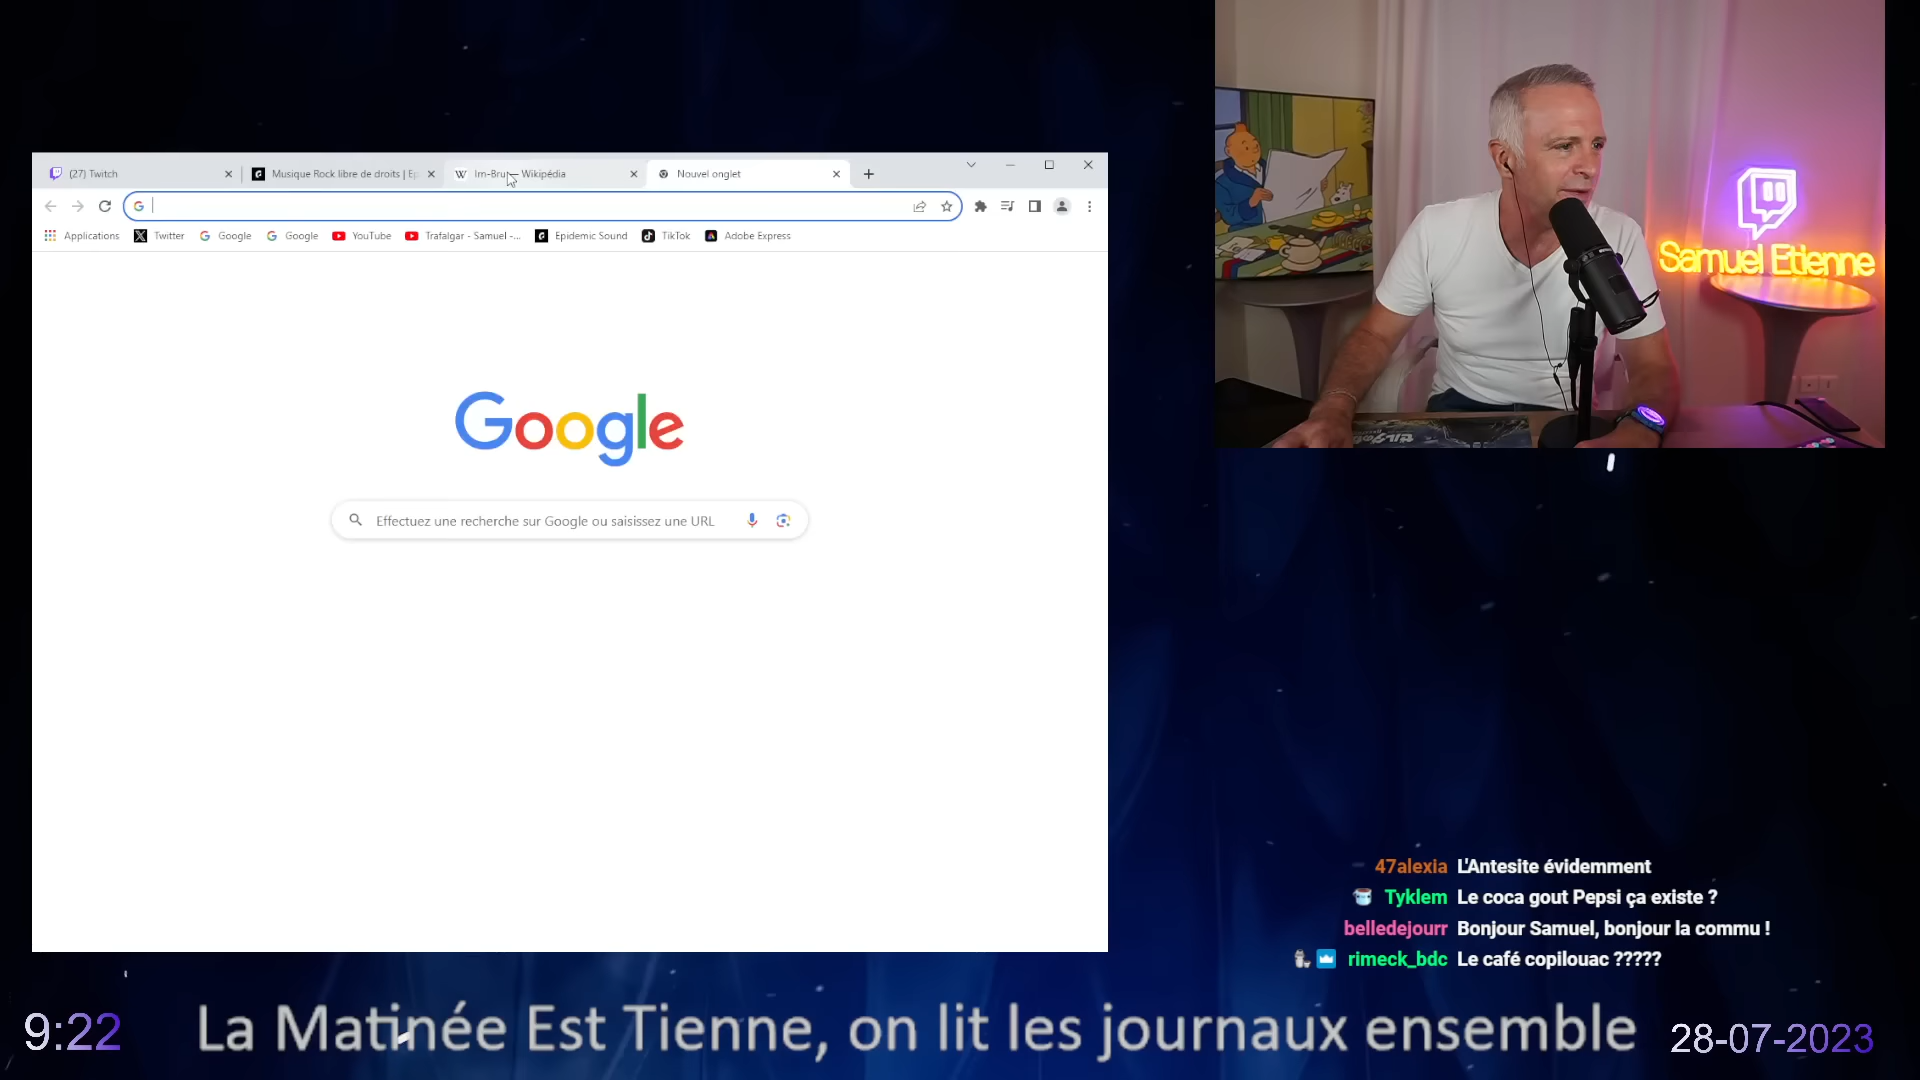 (27) Twitch
Musique Rock libre de droits | Ep
Irn-Bru — Wikipédia
Nouvel onglet
Applications
Twitter
Google
Google
YouTube
Trafalgar - Samuel -...
Epidemic Sound
TikTok
Adobe Express
Google
Effectuez une recherche sur Google ou saisissez une URL
Samuel Etienne
47alexia L'Antesite évidemment
Tyklem Le coca gout Pepsi ça existe ?
belledejourr Bonjour Samuel, bonjour la commu !
rimeck_bdc Le café copilouac ?????
9:22
La Matinée Est Tienne, on lit les journaux ensemble
28-07-2023